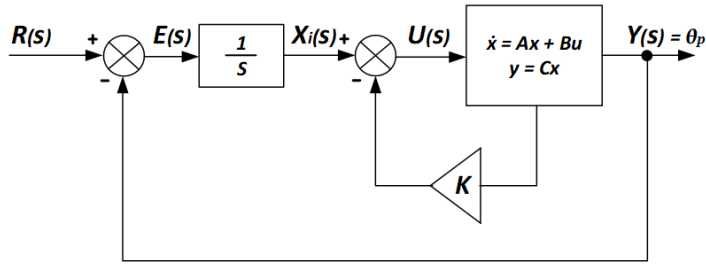 R(s) + E(s) 1/S Xi(s) + U(s) ẋ = Ax + Bu Y(s) = θp
y = Cx
- -
K